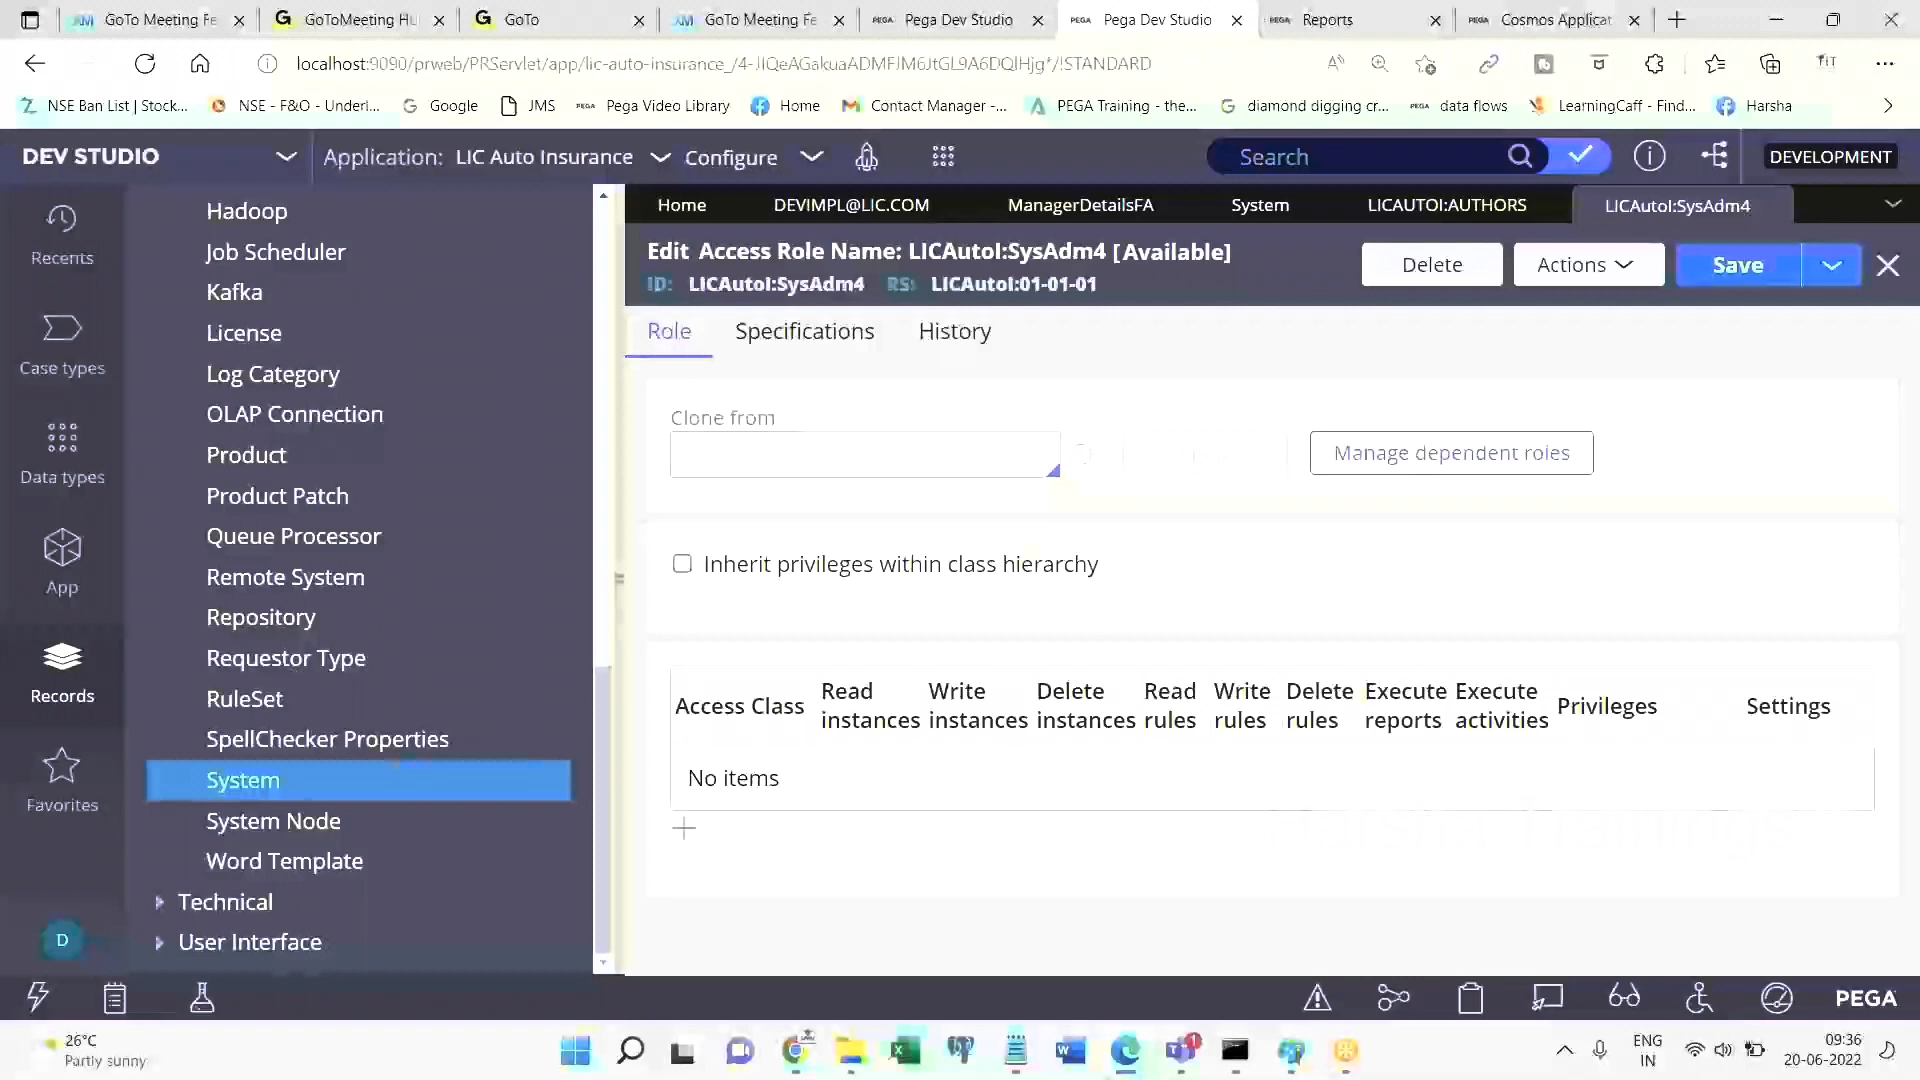 GoTo Meeting Fe
GoToMeeting HU
GoTo
GoTo Meeting Fe
Pega Dev Studio
Pega Dev Studio
Reports
Cosmos Applicat
localhost:9090/prweb/PRServlet/app/lic-auto-insurance_/4-JIQeAGakuaADMFJM6JtGL9A6DQlHjg*/!STANDARD
NSE Ban List | Stock...
NSE - F&O - Underl...
Google
JMS
Pega Video Library
Home
Contact Manager -...
PEGA Training - the...
diamond digging cr...
data flows
LearningCaff - Find...
Harsha
DEV STUDIO
Application: LIC Auto Insurance
Configure
Search
DEVELOPMENT
Recents
Case types
Data types
App
Records
Favorites
D
Hadoop
Job Scheduler
Kafka
License
Log Category
OLAP Connection
Product
Product Patch
Queue Processor
Remote System
Repository
Requestor Type
RuleSet
SpellChecker Properties
System
System Node
Word Template
Technical
User Interface
Home
DEVIMPL@LIC.COM
ManagerDetailsFA
System
LICAUTOI:AUTHORS
LICAutoI:SysAdm4
Edit Access Role Name: LICAutoI:SysAdm4 [Available]
ID: LICAutoI:SysAdm4 RS: LICAutoI:01-01-01
Delete
Actions
Save
Role
Specifications
History
Clone from
Manage dependent roles
Inherit privileges within class hierarchy
Access Class
Read instances
Write instances
Delete instances
Read rules
Write rules
Delete rules
Execute reports
Execute activities
Privileges
Settings
No items
PEGA
26°C
Partly sunny
ENG
IN
09:36
20-06-2022